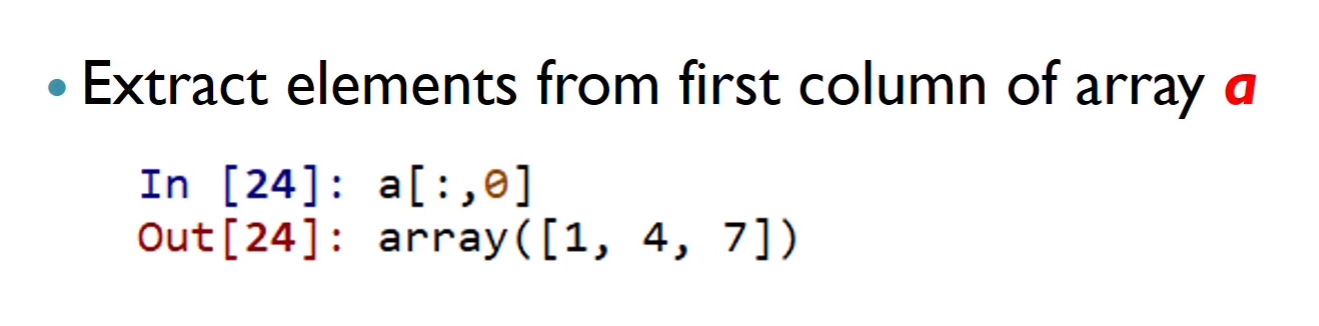 • Extract elements from first column of array a
In [24]: a[:,0]
Out[24]: array([1, 4, 7])